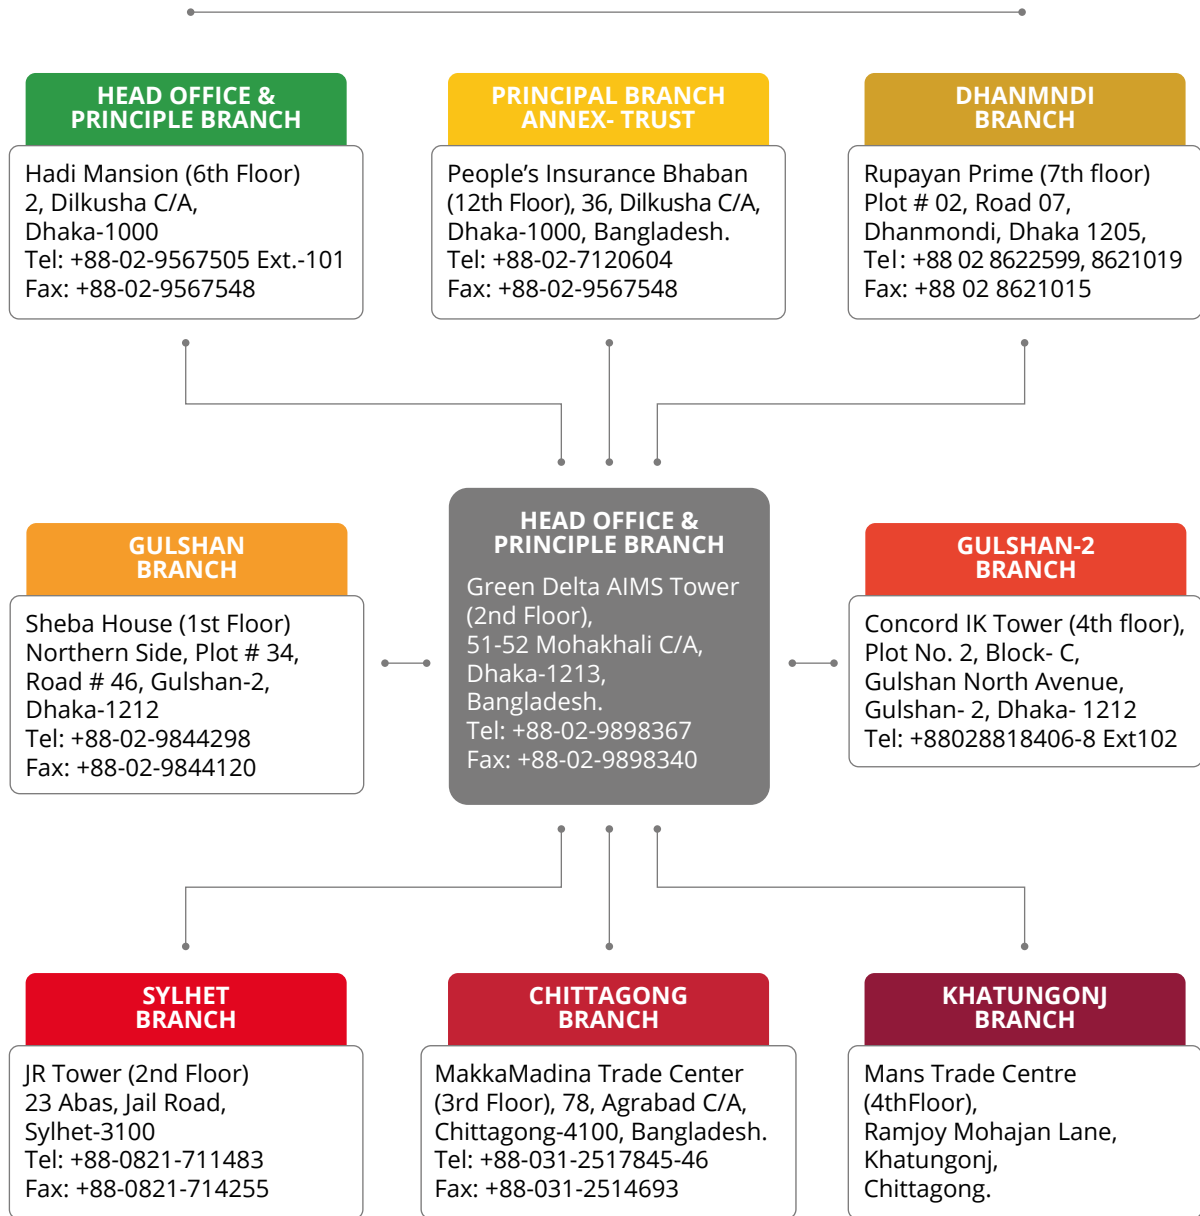 HEAD OFFICE &
PRINCIPLE BRANCH
Hadi Mansion (6th Floor)
2, Dilkusha C/A,
Dhaka-1000
Tel: +88-02-9567505 Ext.-101
Fax: +88-02-9567548
PRINCIPAL BRANCH
ANNEX- TRUST
People’s Insurance Bhaban
(12th Floor), 36, Dilkusha C/A,
Dhaka-1000, Bangladesh.
Tel: +88-02-7120604
Fax: +88-02-9567548
DHANMNDI
BRANCH
Rupayan Prime (7th floor)
Plot # 02, Road 07,
Dhanmondi, Dhaka 1205,
Tel: +88 02 8622599, 8621019
Fax: +88 02 8621015
GULSHAN
BRANCH
Sheba House (1st Floor)
Northern Side, Plot # 34,
Road # 46, Gulshan-2,
Dhaka-1212
Tel: +88-02-9844298
Fax: +88-02-9844120
HEAD OFFICE &
PRINCIPLE BRANCH
Green Delta AIMS Tower
(2nd Floor),
51-52 Mohakhali C/A,
Dhaka-1213,
Bangladesh.
Tel: +88-02-9898367
Fax: +88-02-9898340
GULSHAN-2
BRANCH
Concord IK Tower (4th floor),
Plot No. 2, Block- C,
Gulshan North Avenue,
Gulshan- 2, Dhaka- 1212
Tel: +88028818406-8 Ext102
SYLHET
BRANCH
JR Tower (2nd Floor)
23 Abas, Jail Road,
Sylhet-3100
Tel: +88-0821-711483
Fax: +88-0821-714255
CHITTAGONG
BRANCH
MakkaMadina Trade Center
(3rd Floor), 78, Agrabad C/A,
Chittagong-4100, Bangladesh.
Tel: +88-031-2517845-46
Fax: +88-031-2514693
KHATUNGONJ
BRANCH
Mans Trade Centre
(4thFloor),
Ramjoy Mohajan Lane,
Khatungonj,
Chittagong.